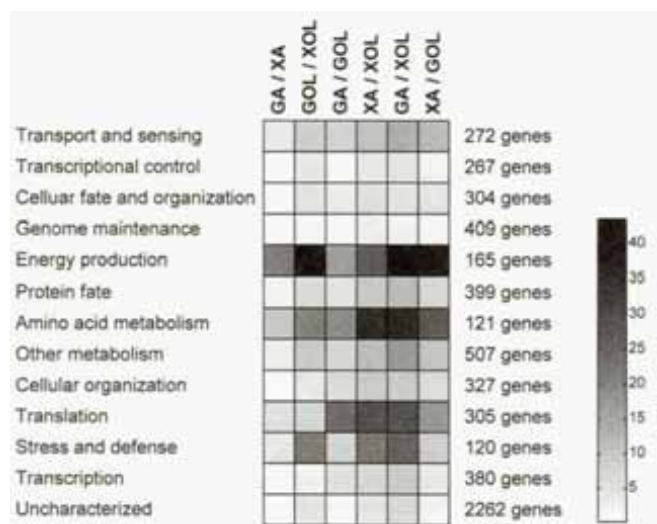 GA / XA
GOL / XOL
GA / GOL
XA / XOL
GA / XOL
XA / GOL
Transport and sensing 272 genes
Transcriptional control 267 genes
Celluar fate and organization 304 genes
Genome maintenance 409 genes
Energy production 165 genes
Protein fate 399 genes
Amino acid metabolism 121 genes
Other metabolism 507 genes
Cellular organization 327 genes
Translation 305 genes
Stress and defense 120 genes
Transcription 380 genes
Uncharacterized 2262 genes
40
35
30
25
20
15
10
5